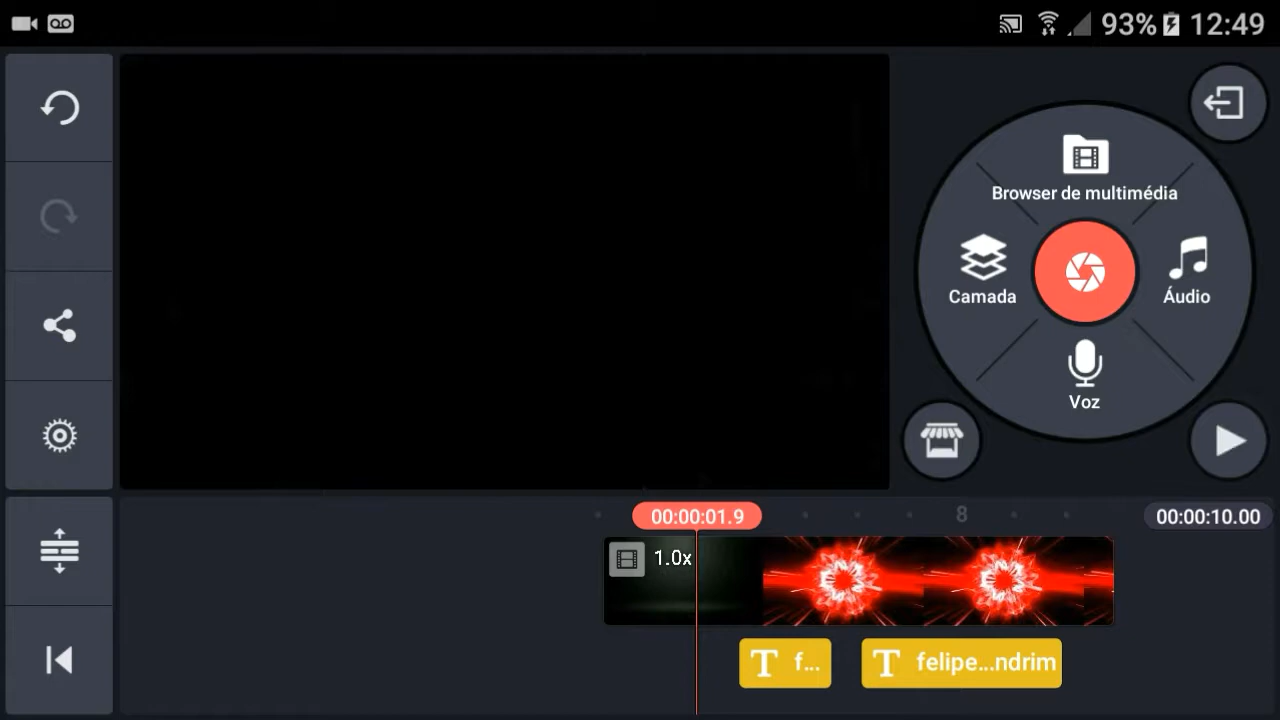 93% 12:49
Browser de multimédia
Camada
Áudio
Voz
00:00:01.9
8
00:00:10.00
1.0x
T f...
T felipe...ndrim